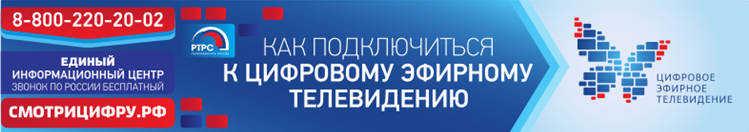 8-800-220-20-02
ЕДИНЫЙ
ИНФОРМАЦИОННЫЙ ЦЕНТР
ЗВОНОК ПО РОССИИ БЕСПЛАТНЫЙ
СМОТРИЦИФРУ.РФ
РТРС
КАК ПОДКЛЮЧИТЬСЯ
К ЦИФРОВОМУ ЭФИРНОМУ
ТЕЛЕВИДЕНИЮ
ЦИФРОВОЕ
ЭФИРНОЕ
ТЕЛЕВИДЕНИЕ